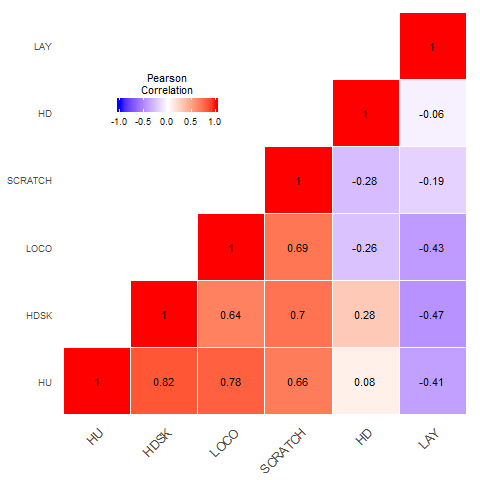 LAY
1
Pearson
Correlation
-1.0 -0.5 0.0 0.5 1.0
HD
1 -0.06
SCRATCH
1 -0.28 -0.19
LOCO
1 0.69 -0.26 -0.43
HDSK
1 0.64 0.7 0.28 -0.47
HU
1 0.82 0.78 0.66 0.08 -0.41
HU HDSK LOCO SCRATCH HD LAY